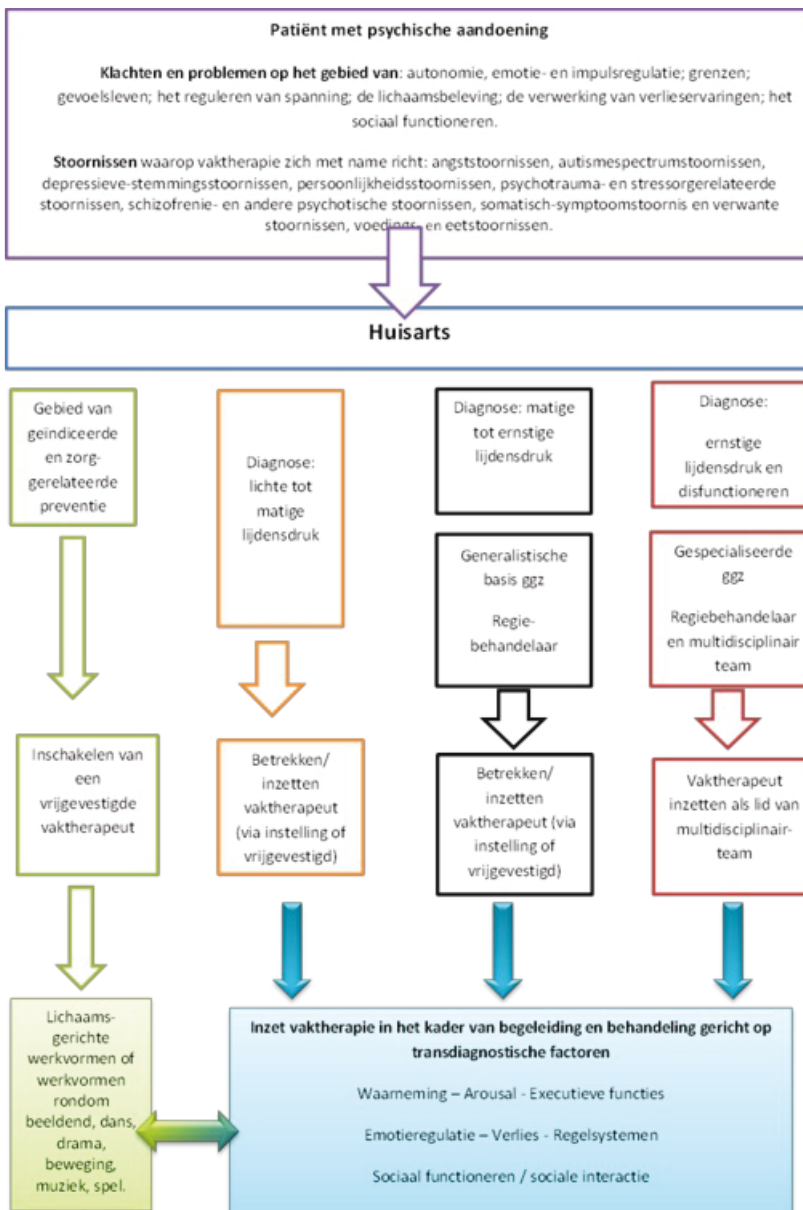 Patiënt met psychische aandoening
Klachten en problemen op het gebied van: autonomie, emotie- en impulsregulatie; grenzen;
gevoelsleven; het reguleren van spanning; de lichaamsbeleving; de verwerking van verlieservaringen; het
sociaal functioneren.
Stoornissen waarop vaktherapie zich met name richt: angststoornissen, autismespectrumstoornissen,
depressieve-stemmingsstoornissen, persoonlijkheidsstoornissen, psychotrauma- en stressorgerelateerde
stoornissen, schizofrenie- en andere psychotische stoornissen, somatisch-symptoomstoornis en verwante
stoornissen, voedings- en eetstoornissen.
Huisarts
Gebied van
geïndiceerde
en zorg-
gerelateerde
preventie
Diagnose:
lichte tot
matige
lijdensdruk
Diagnose: matige
tot ernstige
lijdensdruk
Diagnose:
ernstige
lijdensdruk en
disfunctioneren
Generalistische
basis ggz
Regie-
behandelaar
Gespecialiseerde
ggz
Regiebehandelaar
en multidisciplinair
team
Inschakelen van
een
vrijgevestigde
vaktherapeut
Betrekken/
inzetten
vaktherapeut
(via instelling of
vrijgevestigd)
Betrekken/
inzetten
vaktherapeut (via
instelling of
vrijgevestigd)
Vaktherapeut
inzetten als lid van
multidisciplinair-
team
Lichaams-
gerichte
werkvormen of
werkvormen
rondom
beeldend, dans,
drama,
beweging,
muziek, spel.
Inzet vaktherapie in het kader van begeleiding en behandeling gericht op
transdiagnostische factoren
Waarneming – Arousal - Executieve functies
Emotieregulatie – Verlies - Regelsystemen
Sociaal functioneren / sociale interactie